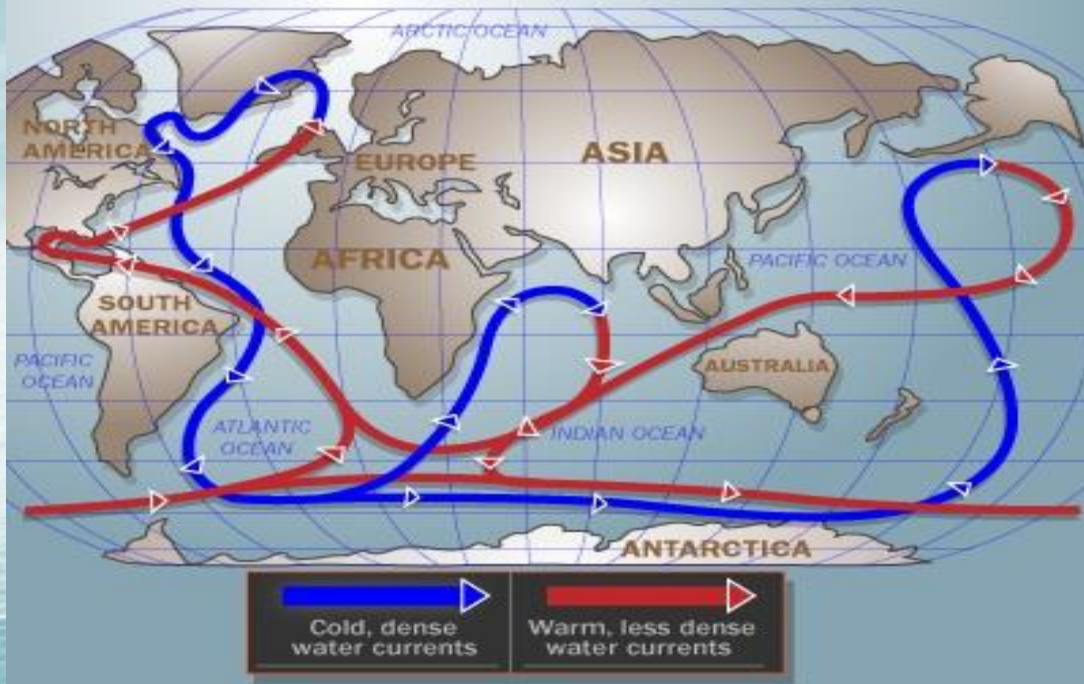 ARCTIC OCEAN
NORTH
AMERICA
EUROPE
ASIA
AFRICA
PACIFIC OCEAN
SOUTH
AMERICA
PACIFIC
OCEAN
AUSTRALIA
ATLANTIC
OCEAN
INDIAN OCEAN
ANTARCTICA
Cold, dense
water currents
Warm, less dense
water currents